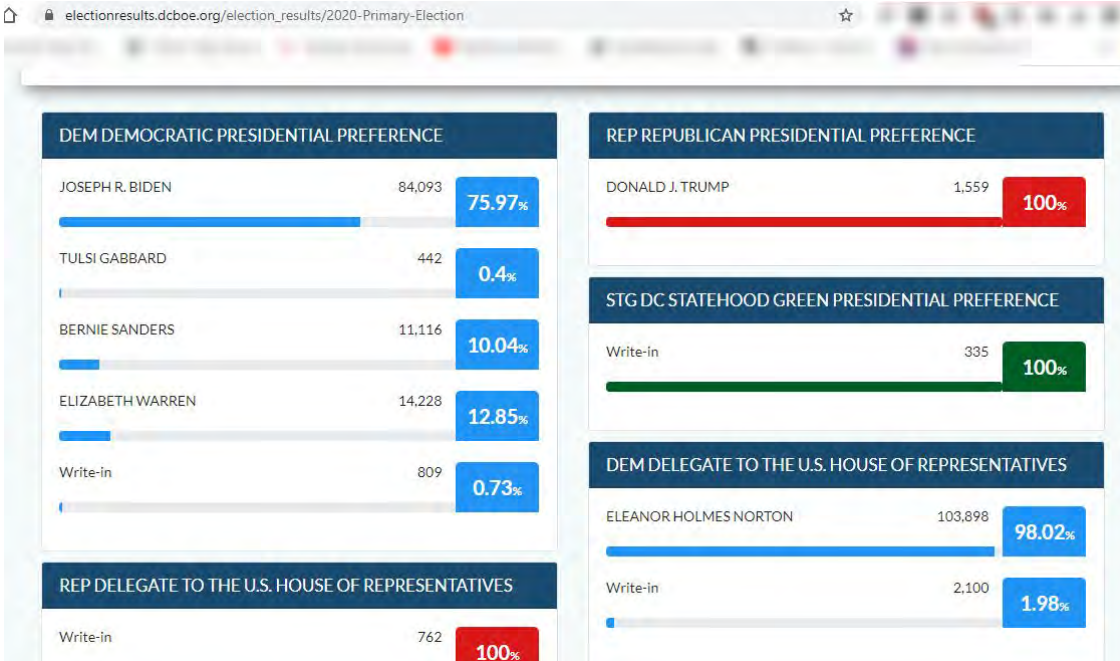 electionresults.dcboe.org/election_results/2020-Primary-Election
DEM DEMOCRATIC PRESIDENTIAL PREFERENCE
JOSEPH R. BIDEN 84,093 75.97%
TULSI GABBARD 442 0.4%
BERNIE SANDERS 11,116 10.04%
ELIZABETH WARREN 14,228 12.85%
Write-in 809 0.73%
REP DELEGATE TO THE U.S. HOUSE OF REPRESENTATIVES
Write-in 762 100%
REP REPUBLICAN PRESIDENTIAL PREFERENCE
DONALD J. TRUMP 1,559 100%
STG DC STATEHOOD GREEN PRESIDENTIAL PREFERENCE
Write-in 335 100%
DEM DELEGATE TO THE U.S. HOUSE OF REPRESENTATIVES
ELEANOR HOLMES NORTON 103,898 98.02%
Write-in 2,100 1.98%